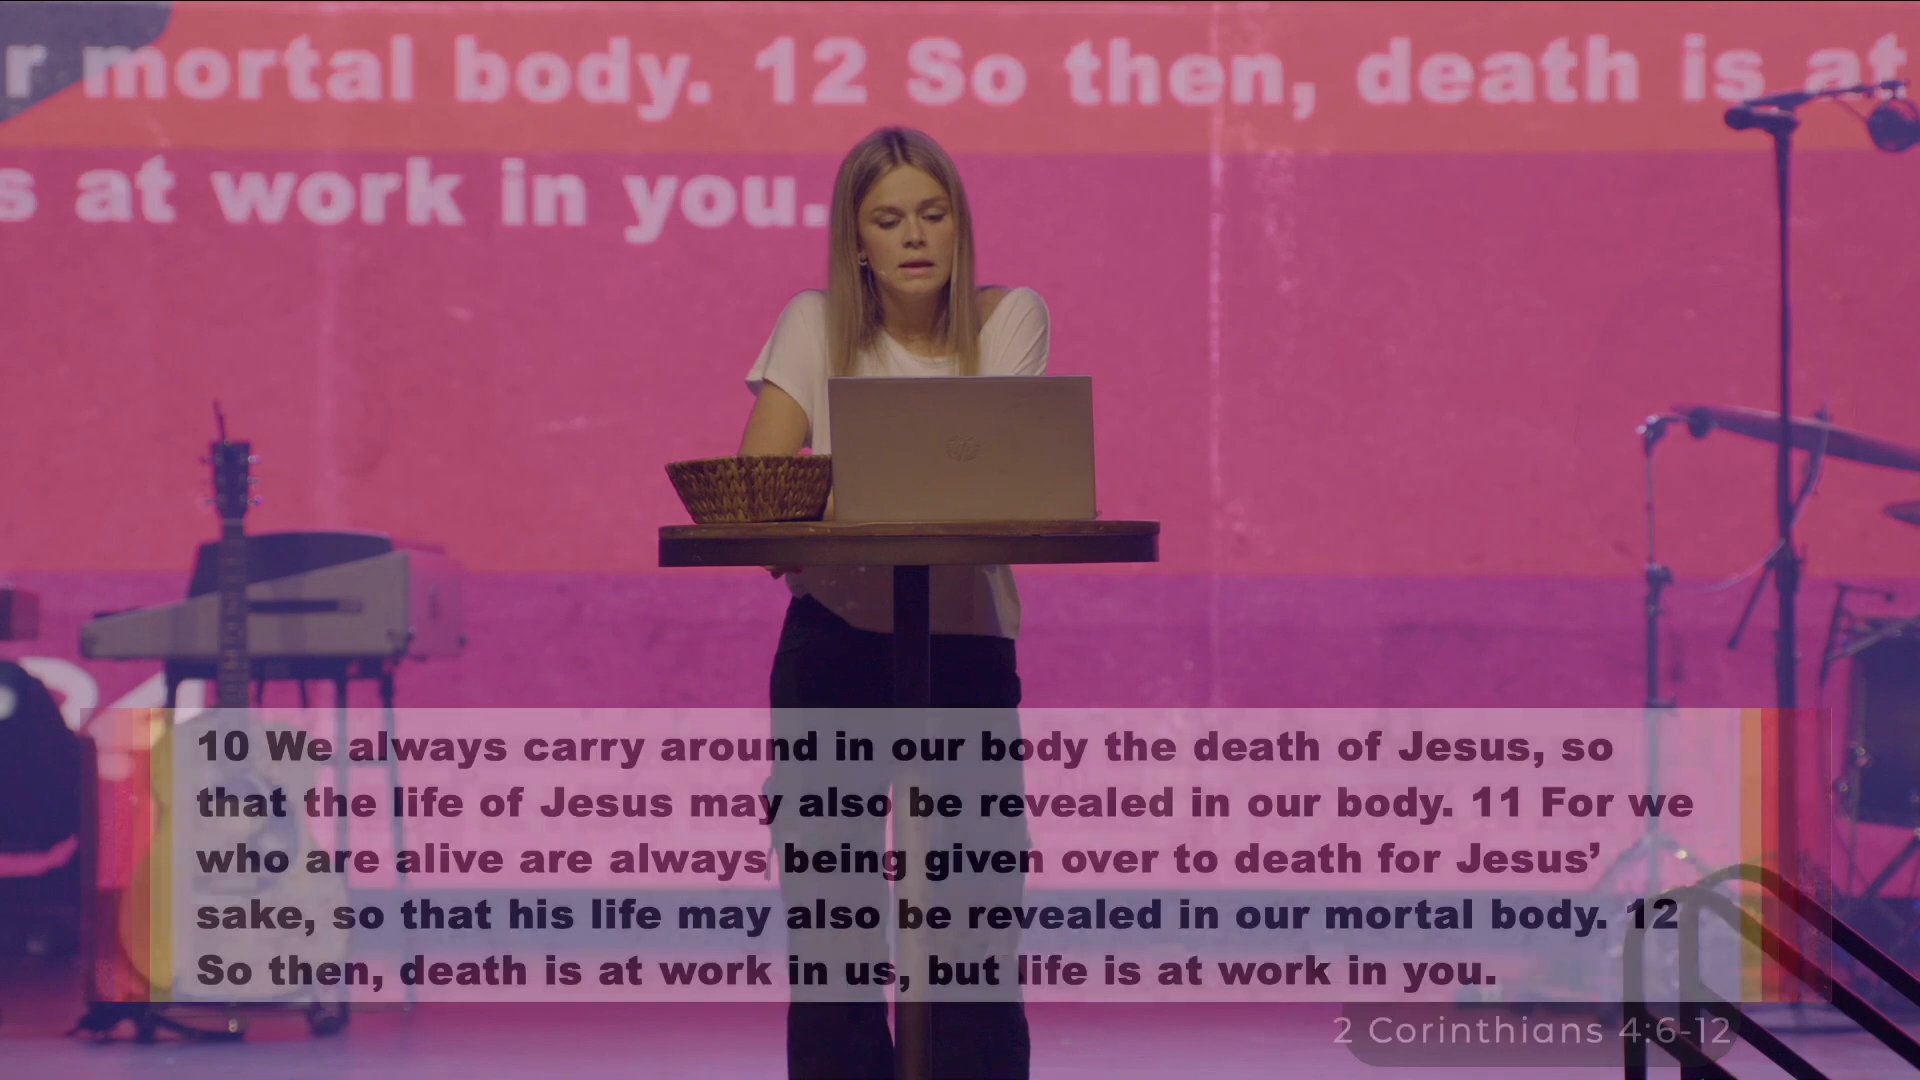 r mortal body. 12 So then, death is at
s at work in you.
10 We always carry around in our body the death of Jesus, so
that the life of Jesus may also be revealed in our body. 11 For we
who are alive are always being given over to death for Jesus’
sake, so that his life may also be revealed in our mortal body. 12
So then, death is at work in us, but life is at work in you.
2 Corinthians 4:6-12